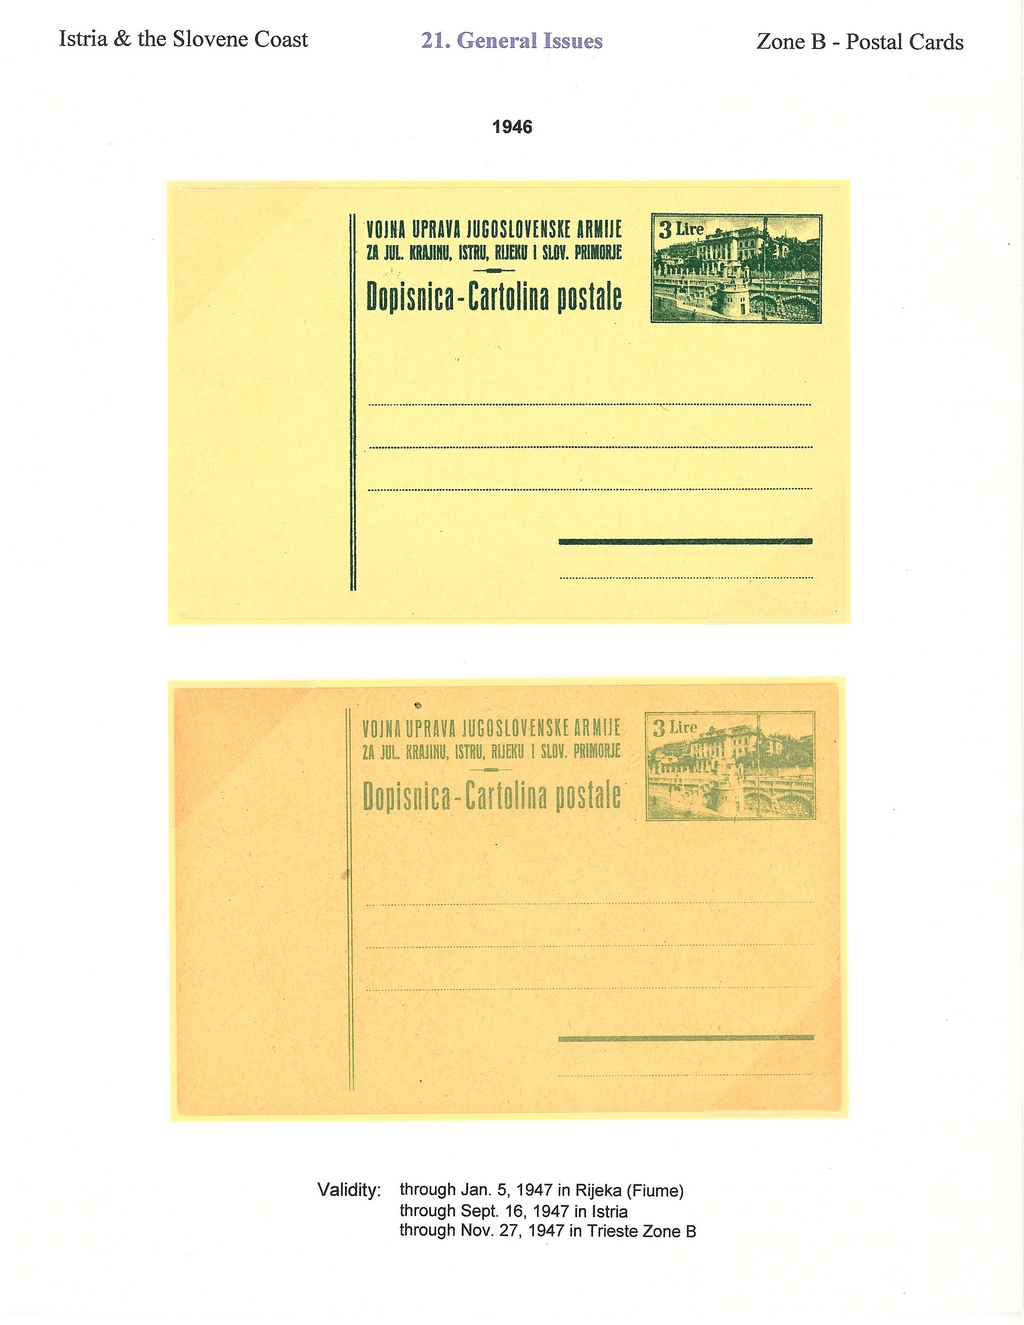 Istria & the Slovene Coast
21. General Issues
Zone B - Postal Cards
1946
VOJNA UPRAVA JUGOSLOVENSKE ARMIJE
ZA JUL. KRAJINU, ISTRU, RIJEKU I SLOV. PRIMORJE
Dopisnica-Cartolina postale
3 Lire
VOJNA UPRAVA JUGOSLOVENSKE ARMIJE
ZA JUL. KRAJINU, ISTRU, RIJEKU I SLOV. PRIMORJE
Dopisnica-Cartolina postale
3 Lire
Validity: through Jan. 5, 1947 in Rijeka (Fiume)
through Sept. 16, 1947 in Istria
through Nov. 27, 1947 in Trieste Zone B